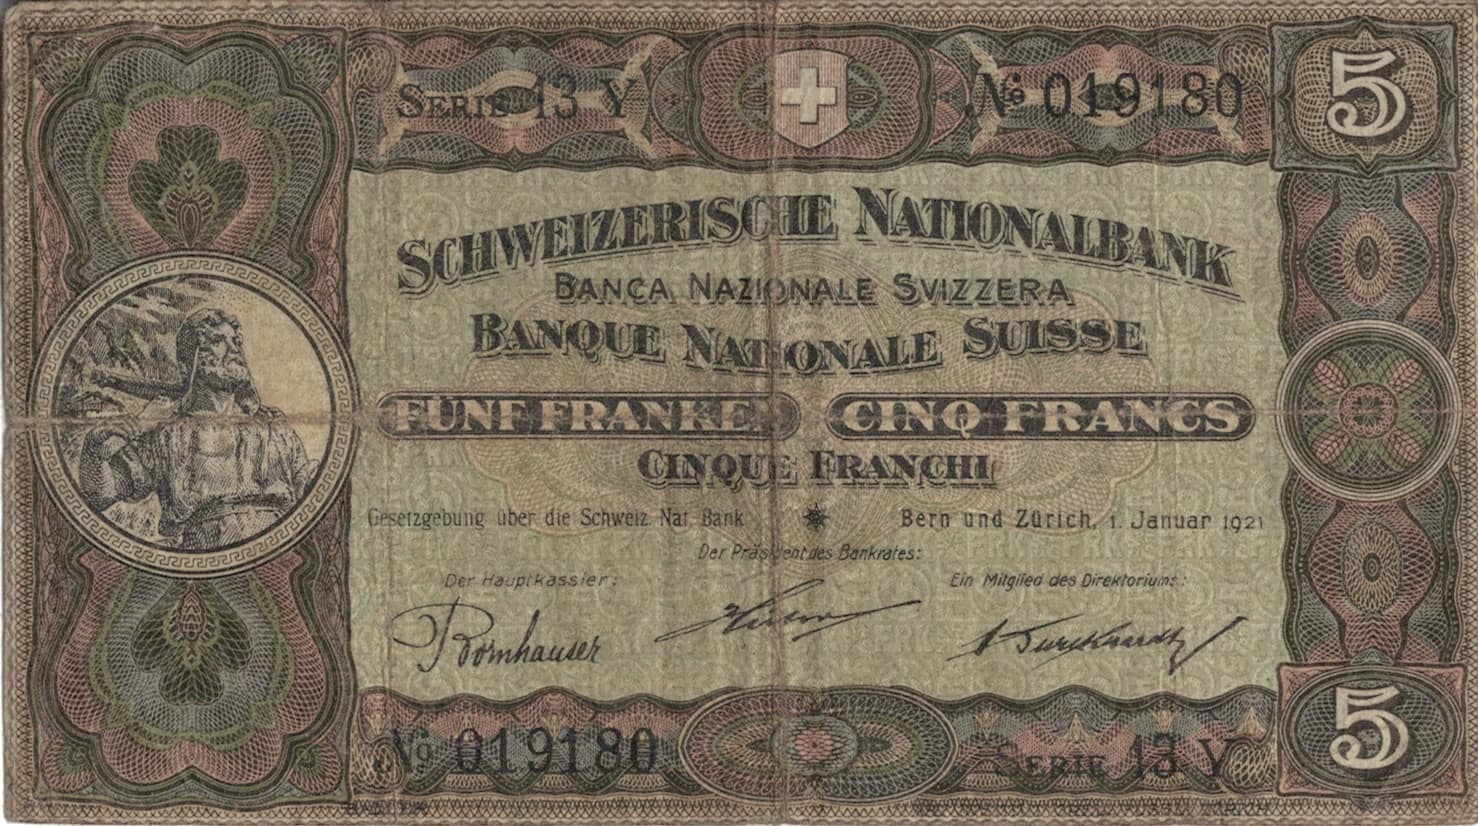 SERIE 13 Y № 019180 5
SCHWEIZERISCHE NATIONALBANK
BANCA NAZIONALE SVIZZERA
BANQUE NATIONALE SUISSE
FÜNF FRANKEN CINQ FRANCS
CINQUE FRANCHI
Gesetzgebung über die Schweiz. Nat. Bank Bern und Zürich, 1. Januar 1921
Der Präsident des Bankrates:
Der Hauptkassier: Ein Mitglied des Direktoriums:
Bornhauser
№ 019180 SERIE 13 Y 5